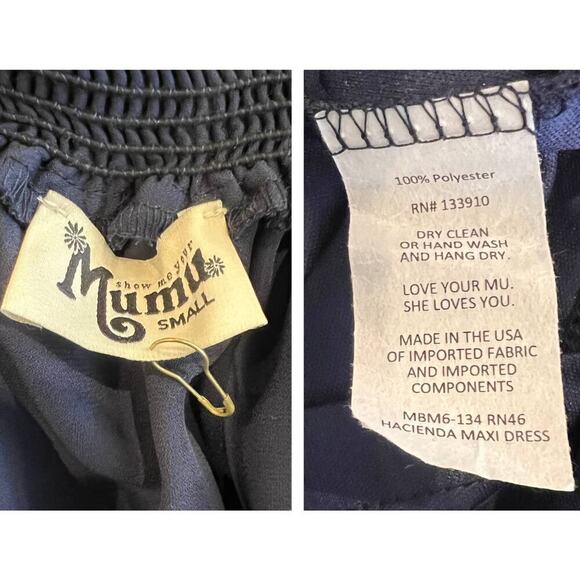 show me your
Mumu
SMALL
100% Polyester
RN# 133910
DRY CLEAN
OR HAND WASH
AND HANG DRY.
LOVE YOUR MU.
SHE LOVES YOU.
MADE IN THE USA
OF IMPORTED FABRIC
AND IMPORTED
COMPONENTS
MBM6-134 RN46
HACIENDA MAXI DRESS